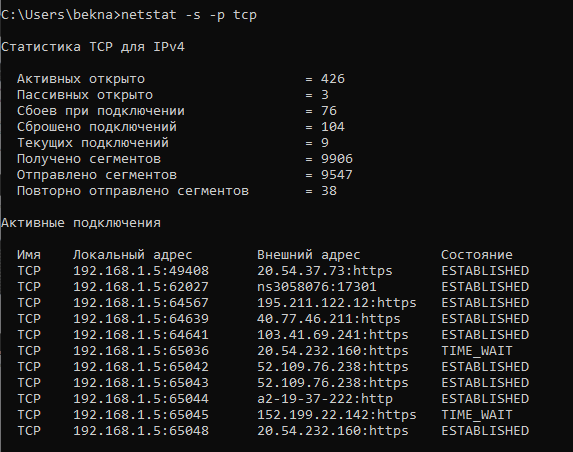 C:\Users\bekna>netstat -s -p tcp
Статистика TCP для IPv4
Активных открыто = 426
Пассивных открыто = 3
Сбоев при подключении = 76
Сброшено подключений = 104
Текущих подключений = 9
Получено сегментов = 9906
Отправлено сегментов = 9547
Повторно отправлено сегментов = 38
Активные подключения
Имя Локальный адрес Внешний адрес Состояние
TCP 192.168.1.5:49408 20.54.37.73:https ESTABLISHED
TCP 192.168.1.5:62027 ns3058076:17301 ESTABLISHED
TCP 192.168.1.5:64567 195.211.122.12:https ESTABLISHED
TCP 192.168.1.5:64639 40.77.46.211:https ESTABLISHED
TCP 192.168.1.5:64641 103.41.69.241:https ESTABLISHED
TCP 192.168.1.5:65036 20.54.232.160:https TIME_WAIT
TCP 192.168.1.5:65042 52.109.76.238:https ESTABLISHED
TCP 192.168.1.5:65043 52.109.76.238:https ESTABLISHED
TCP 192.168.1.5:65044 a2-19-37-222:http ESTABLISHED
TCP 192.168.1.5:65045 152.199.22.142:https TIME_WAIT
TCP 192.168.1.5:65048 20.54.232.160:https ESTABLISHED